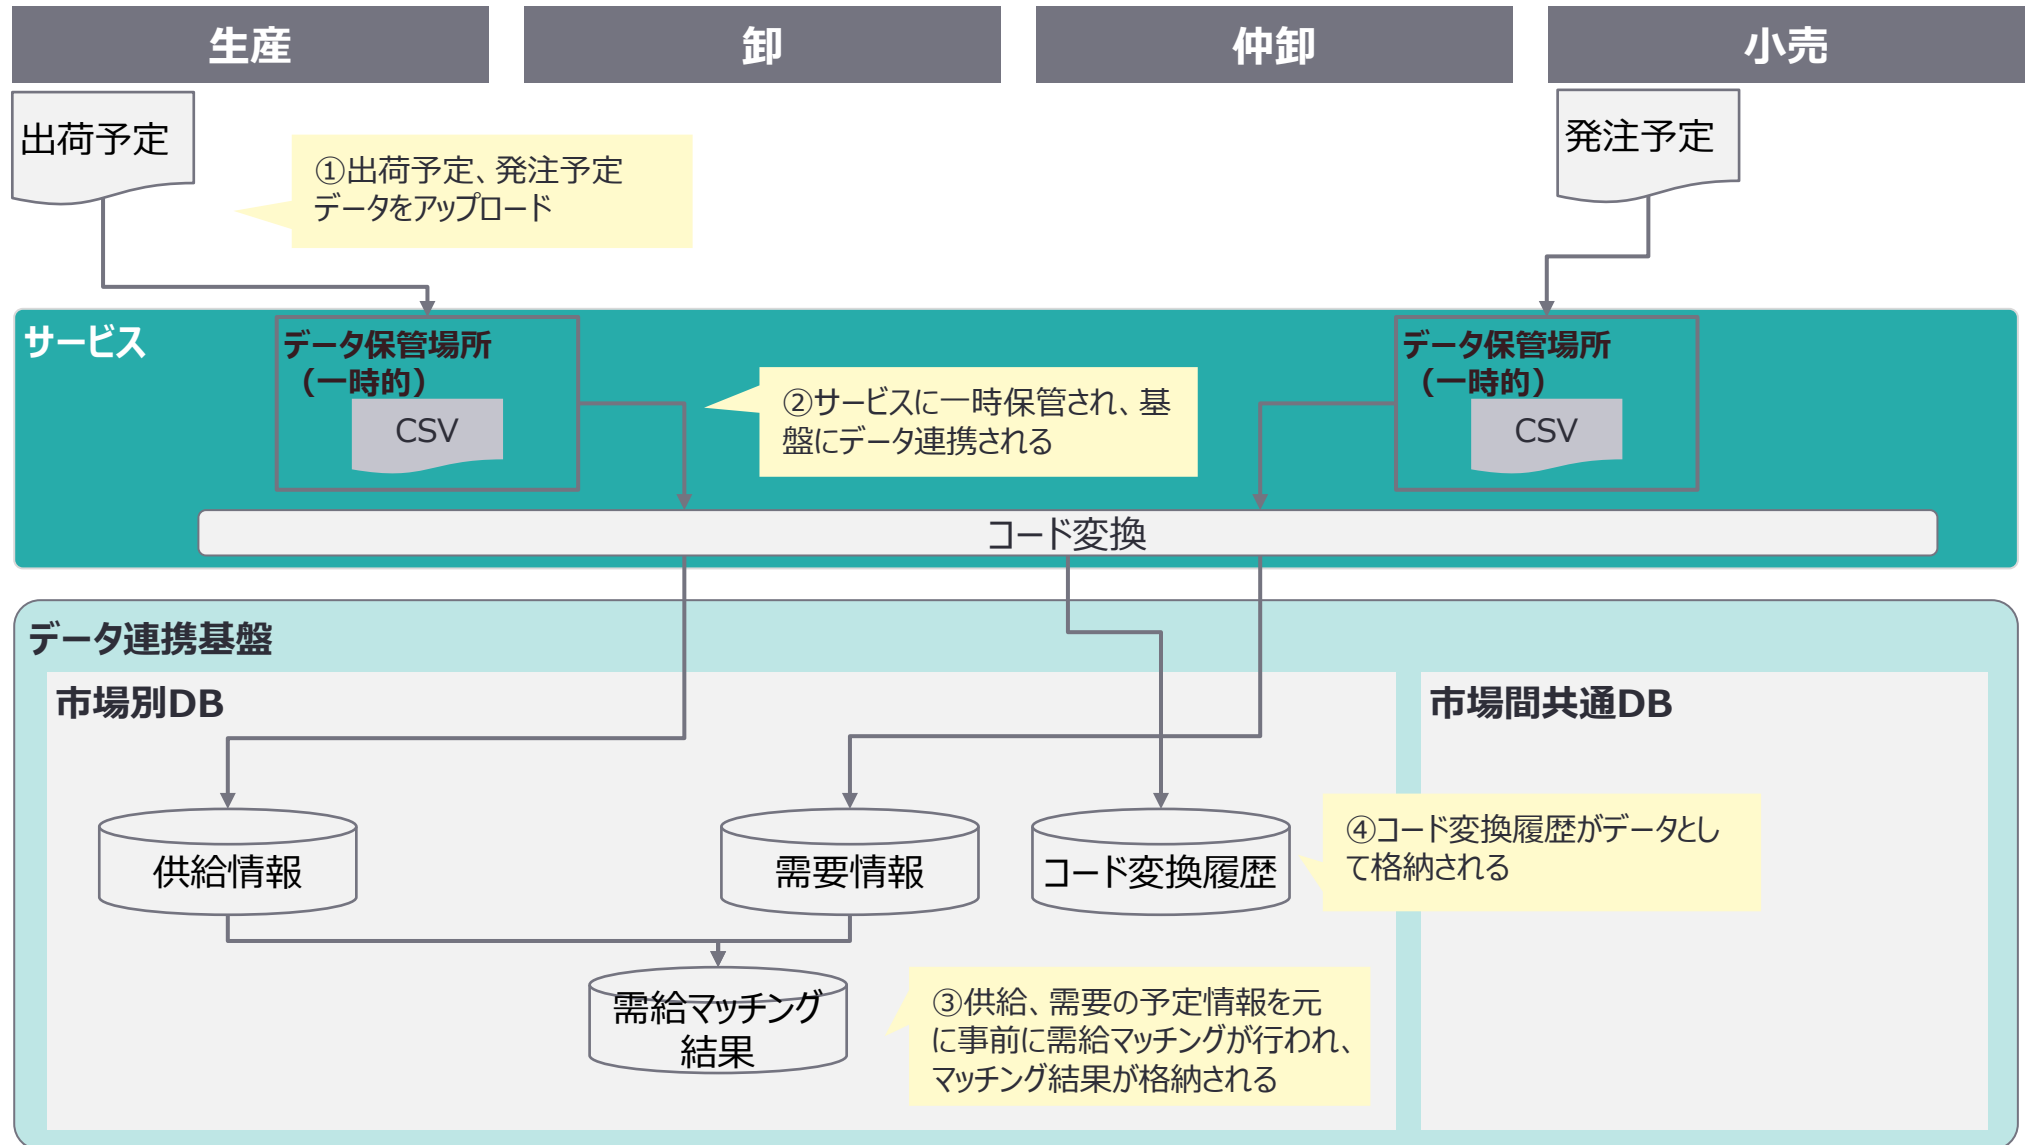 生産
卸
仲卸
小売
出荷予定
発注予定
①出荷予定、発注予定
データをアップロード
サービス
データ保管場所
（一時的）
CSV
②サービスに一時保管され、基
盤にデータ連携される
データ保管場所
（一時的）
CSV
コード変換
データ連携基盤
市場別DB
市場間共通DB
供給情報
需要情報
コード変換履歴
④コード変換履歴がデータとし
て格納される
需給マッチング
結果
③供給、需要の予定情報を元
に事前に需給マッチングが行われ、
マッチング結果が格納される